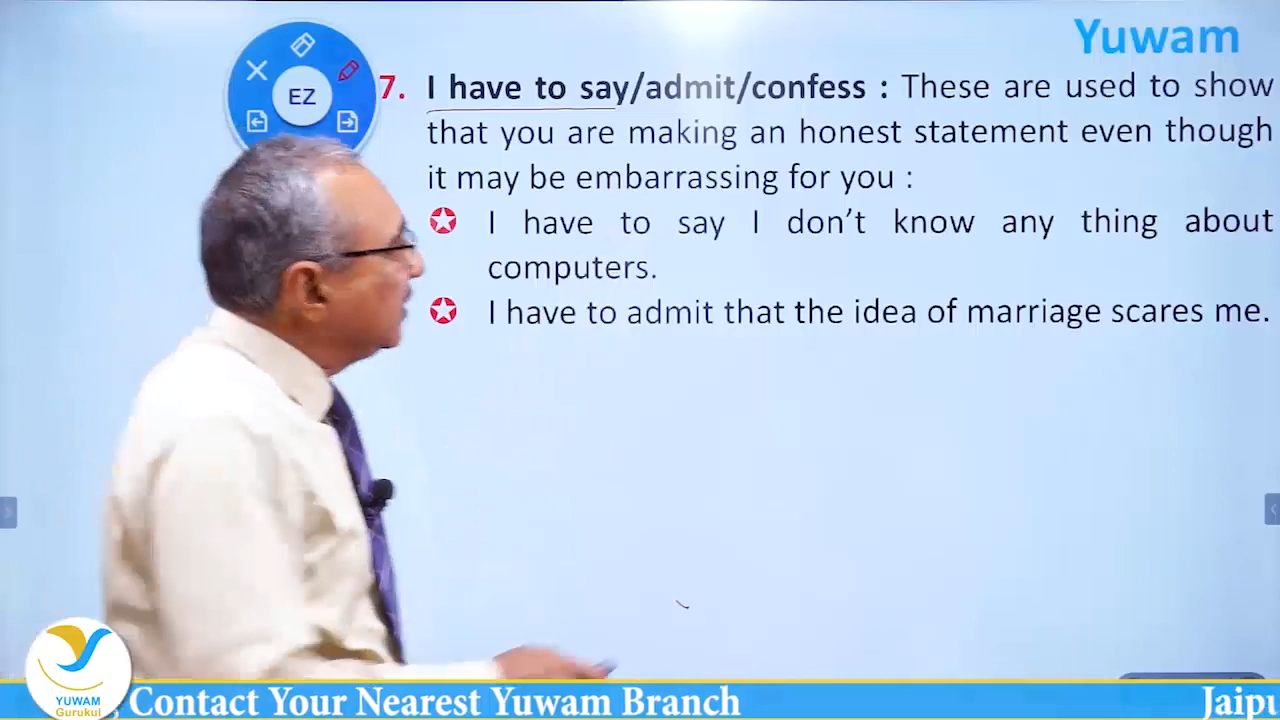 Yuwam
EZ
7. I have to say/admit/confess : These are used to show
that you are making an honest statement even though
it may be embarrassing for you :
I have to say I don't know any thing about
computers.
I have to admit that the idea of marriage scares me.
YUWAM
Gurukul
, Contact Your Nearest Yuwam Branch
Jaipu